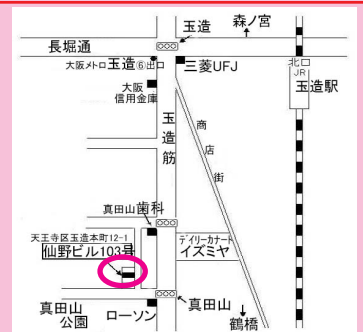 玉造
森ノ宮
長堀通
大阪メトロ玉造⑥出口
三菱UFJ
北口
JR
玉造駅
大阪
信用金庫
玉造筋
商店街
真田山歯科
デイリーカナート
イズミヤ
天王寺区玉造本町12-1
仙野ビル103号
真田山
公園
ローソン
真田山
鶴橋